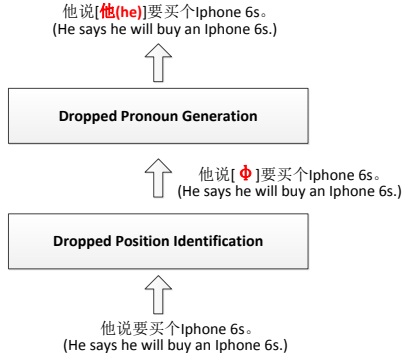 他说[他(he)]要买个Iphone 6s。
(He says he will buy an Iphone 6s.)
Dropped Pronoun Generation
他说[ф]要买个Iphone 6s。
(He says he will buy an Iphone 6s.)
Dropped Position Identification
他说要买个Iphone 6s。
(He says he will buy an Iphone 6s.)